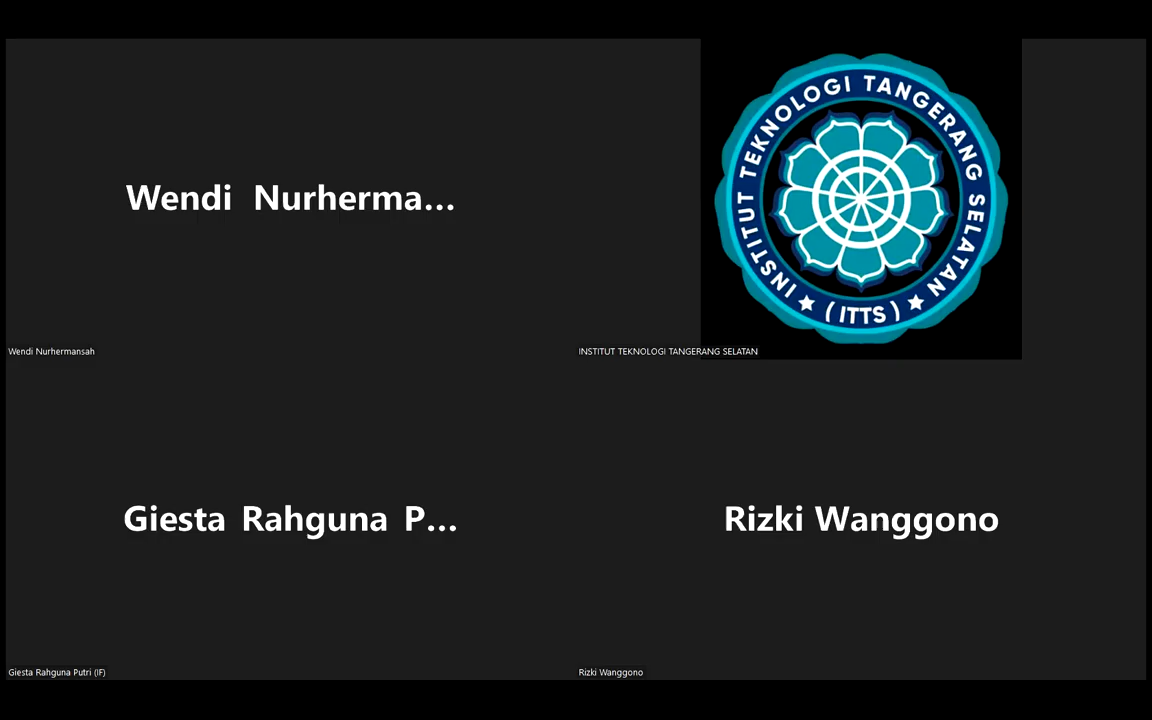 Wendi Nurherma...
Wendi Nurhermansah
INSTITUT TEKNOLOGI TANGERANG SELATAN
★ (ITTS) ★
INSTITUT TEKNOLOGI TANGERANG SELATAN
Giesta Rahguna P...
Giesta Rahguna Putri (IF)
Rizki Wanggono
Rizki Wanggono